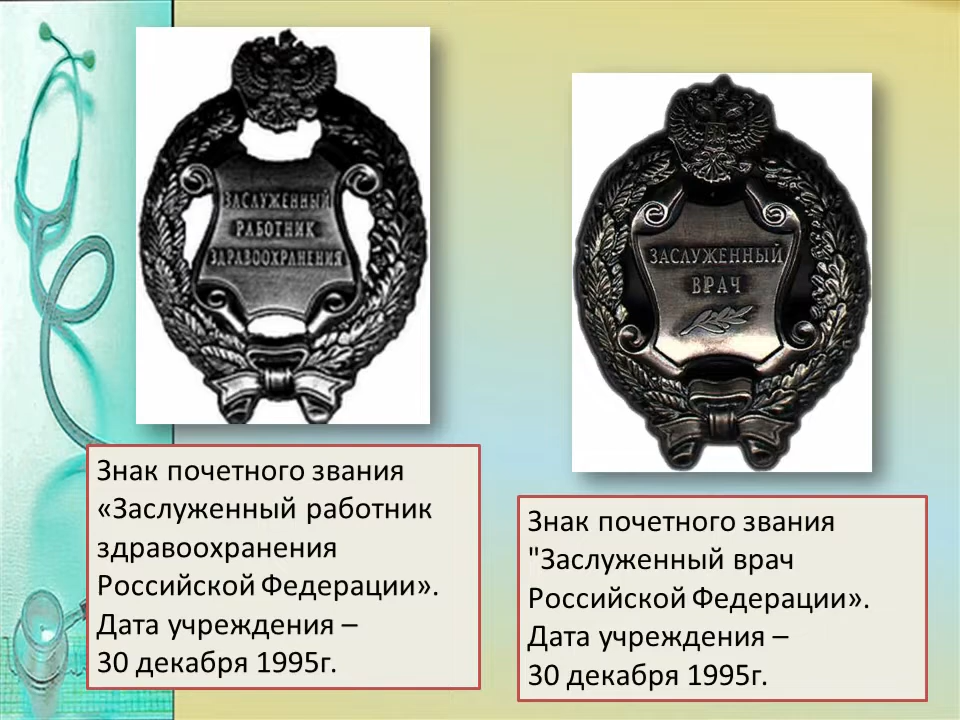 ЗАСЛУЖЕННЫЙ
РАБОТНИК
ЗДРАВООХРАНЕНИЯ
ЗАСЛУЖЕННЫЙ
ВРАЧ
Знак почетного звания
«Заслуженный работник
здравоохранения
Российской Федерации».
Дата учреждения –
30 декабря 1995г.
Знак почетного звания
"Заслуженный врач
Российской Федерации».
Дата учреждения –
30 декабря 1995г.